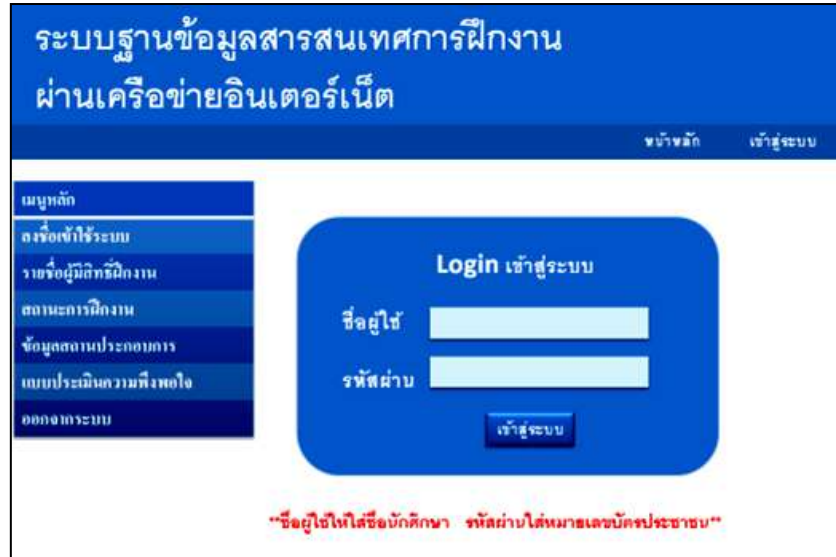 ระบบฐานข้อมูลสารสนเทศการฝึกงาน
ผ่านเครือข่ายอินเตอร์เน็ต
หน้าหลัก เข้าสู่ระบบ
เมนูหลัก
ลงชื่อเข้าใช้ระบบ
รายชื่อผู้มีสิทธิ์ฝึกงาน
สถานะการฝึกงาน
ข้อมูลสถานประกอบการ
แบบประเมินความพึงพอใจ
ออกจากระบบ
Login เข้าสู่ระบบ
ชื่อผู้ใช้
รหัสผ่าน
เข้าสู่ระบบ
**ชื่อผู้ใช้ให้ใส่ชื่อนักศึกษา รหัสผ่านใส่หมายเลขบัตรประชาชน**